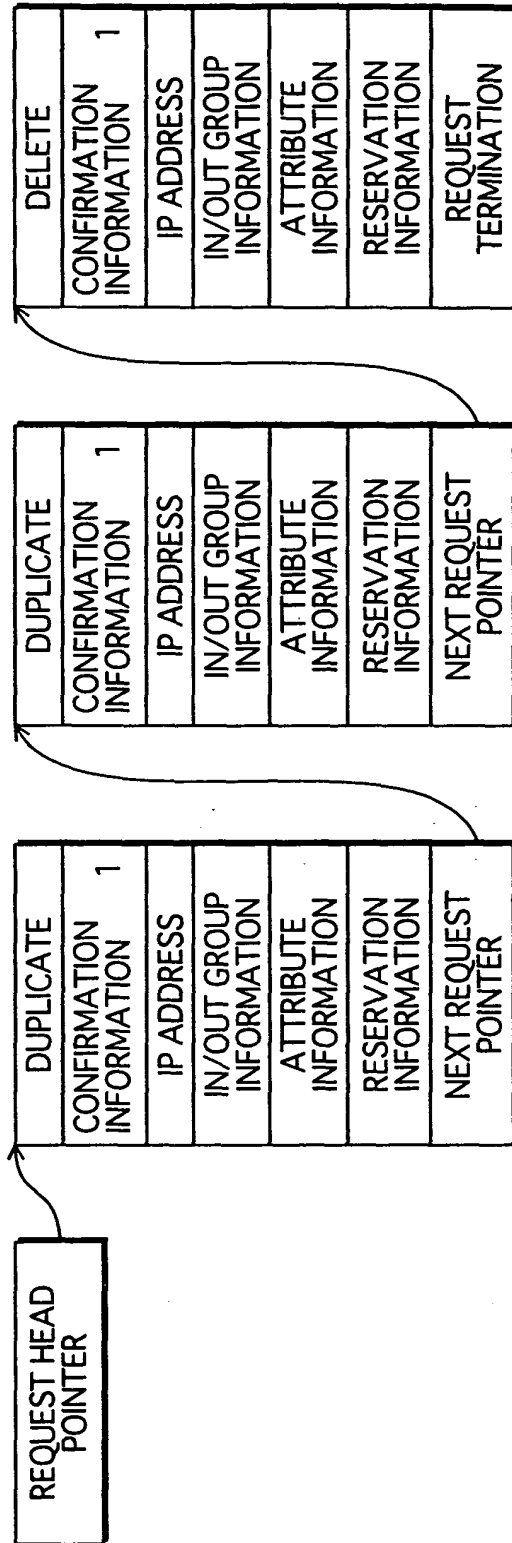 REQUEST HEAD
POINTER
DUPLICATE
CONFIRMATION
INFORMATION 1
IP ADDRESS
IN/OUT GROUP
INFORMATION
ATTRIBUTE
INFORMATION
RESERVATION
INFORMATION
NEXT REQUEST
POINTER
DUPLICATE
CONFIRMATION
INFORMATION 1
IP ADDRESS
IN/OUT GROUP
INFORMATION
ATTRIBUTE
INFORMATION
RESERVATION
INFORMATION
NEXT REQUEST
POINTER
DELETE
CONFIRMATION
INFORMATION 1
IP ADDRESS
IN/OUT GROUP
INFORMATION
ATTRIBUTE
INFORMATION
RESERVATION
INFORMATION
REQUEST
TERMINATION